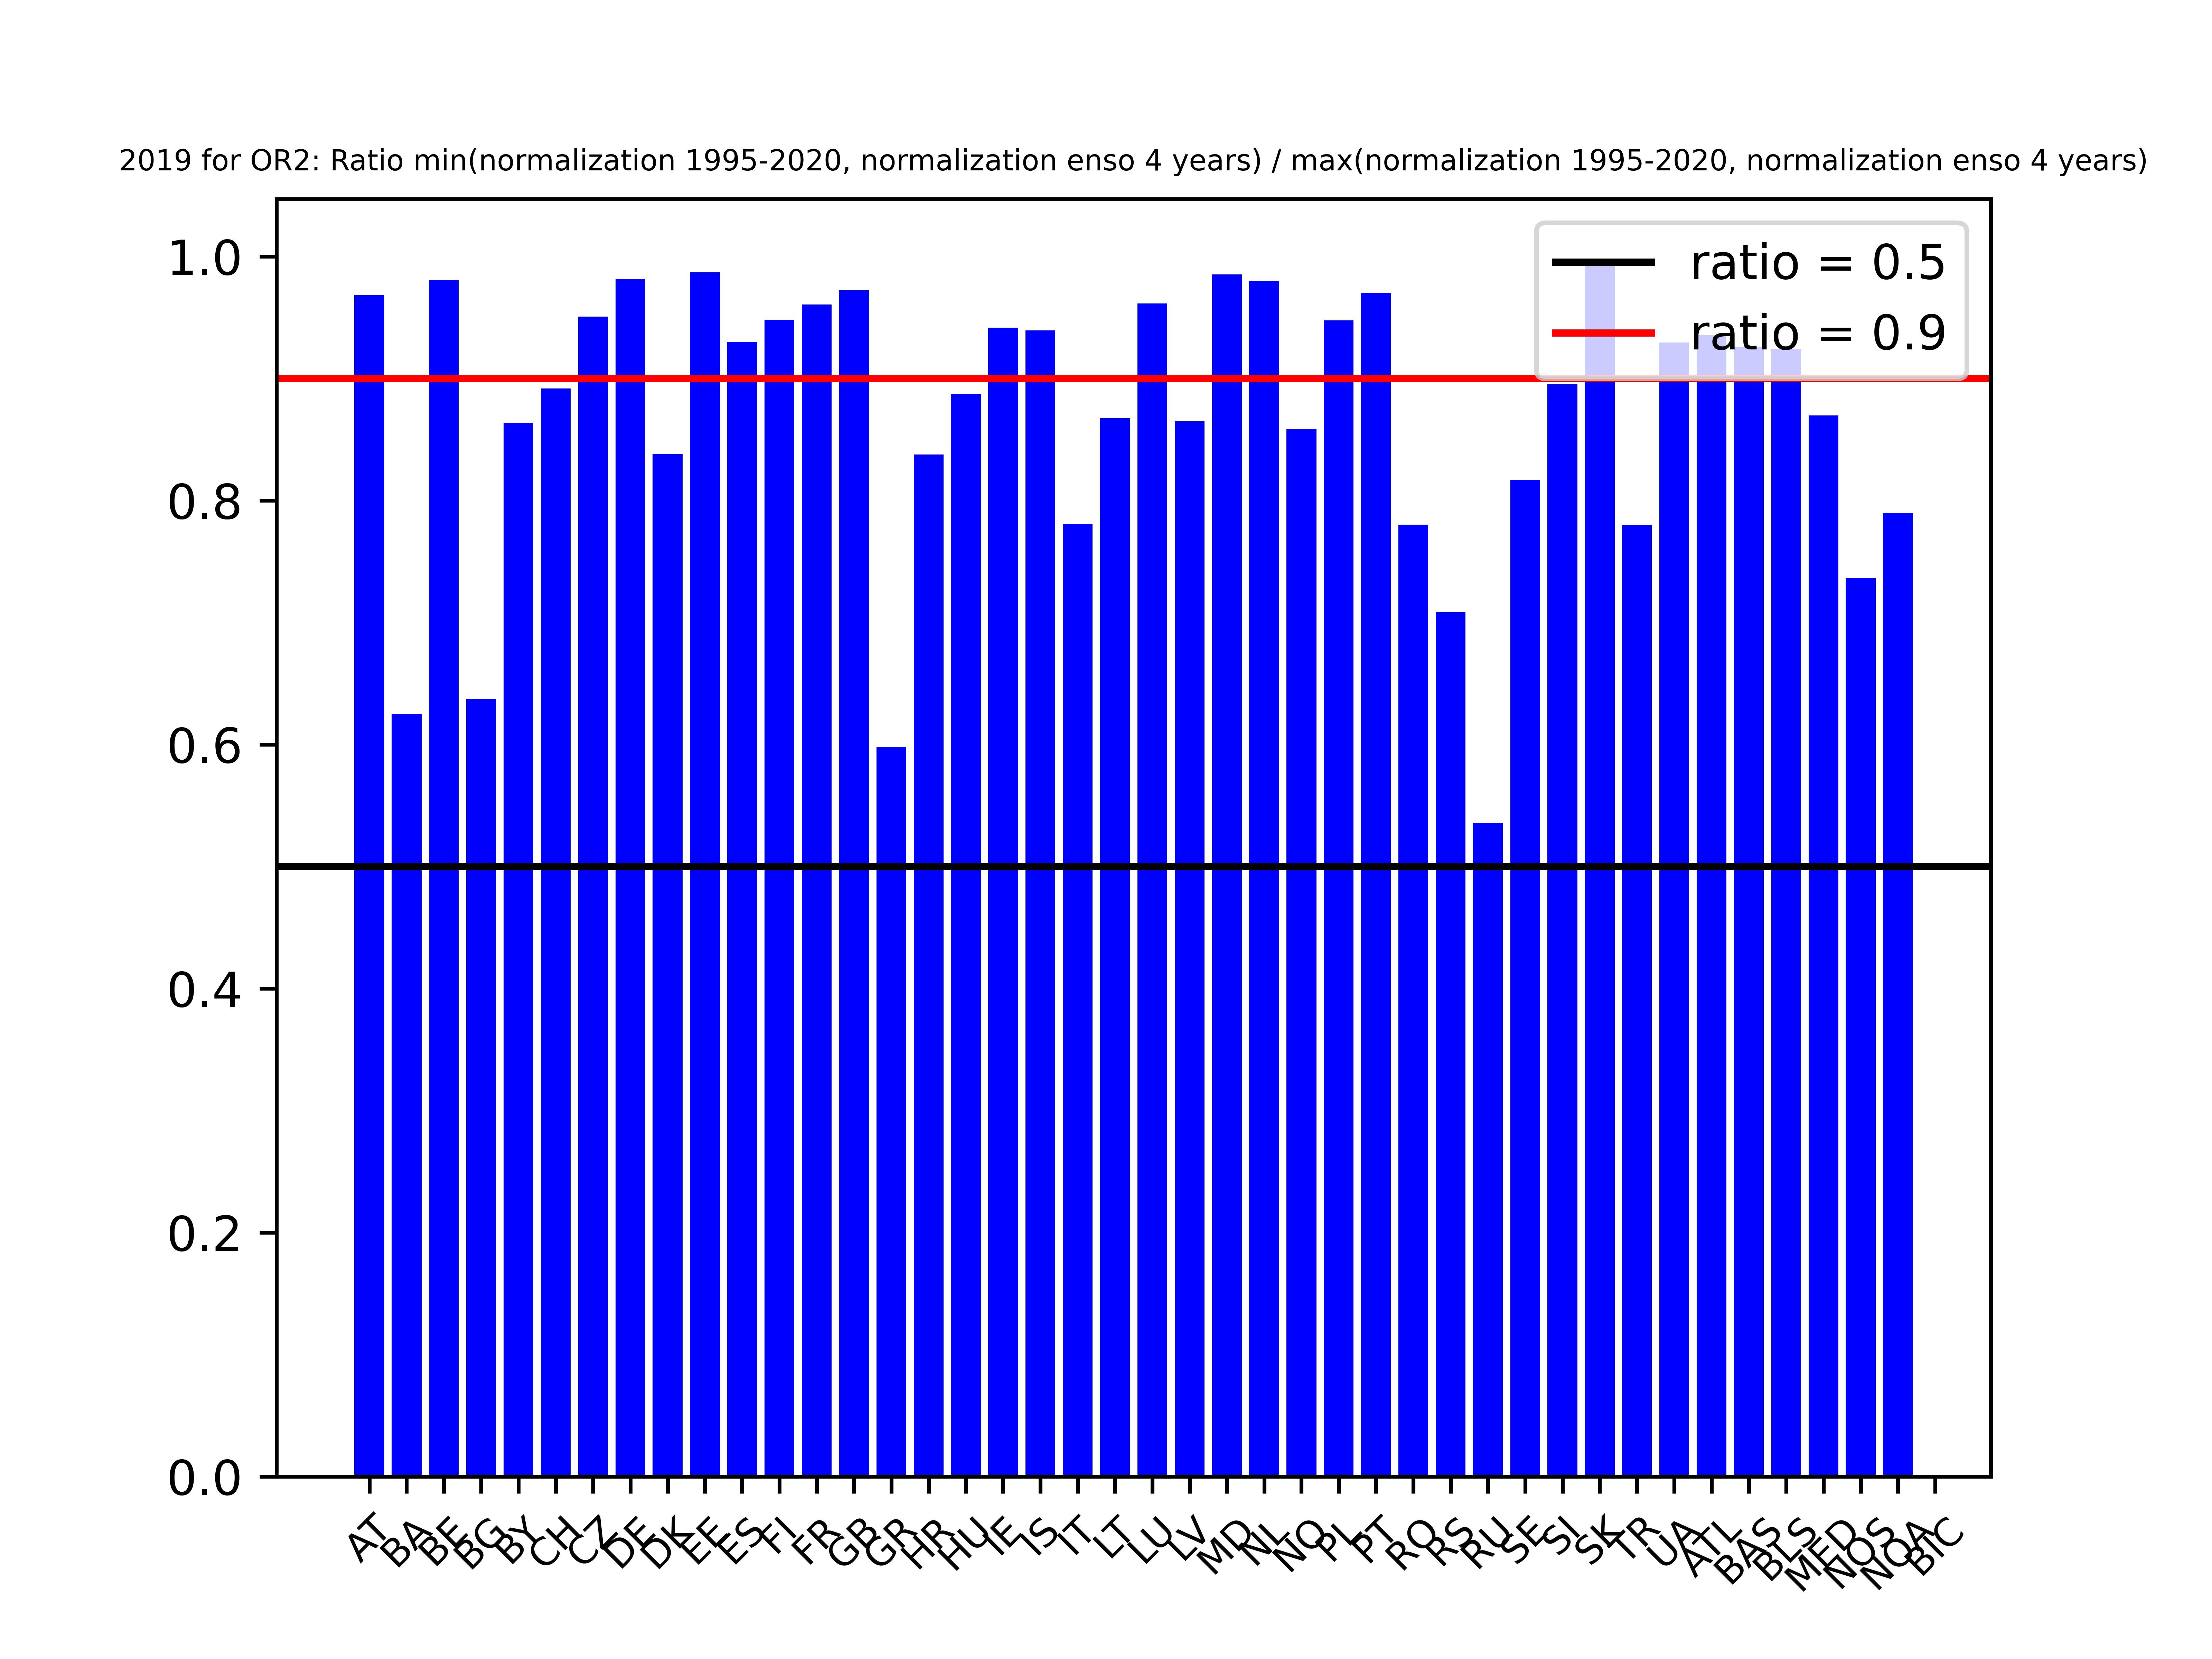 2019 for OR2: Ratio min(normalization 1995-2020, normalization enso 4 years) / max(normalization 1995-2020, normalization enso 4 years)
ratio = 0.5
ratio = 0.9
1.0
0.8
0.6
0.4
0.2
0.0
AT BA BE BG BY CH CZ DE DK EE ES FI FR GB GR HR HU IE IS IT LT LU LV MD NL NO PL PT RO RS RU SE SI SK TR UA ATL BAS BLS MED NOS NOA BIC